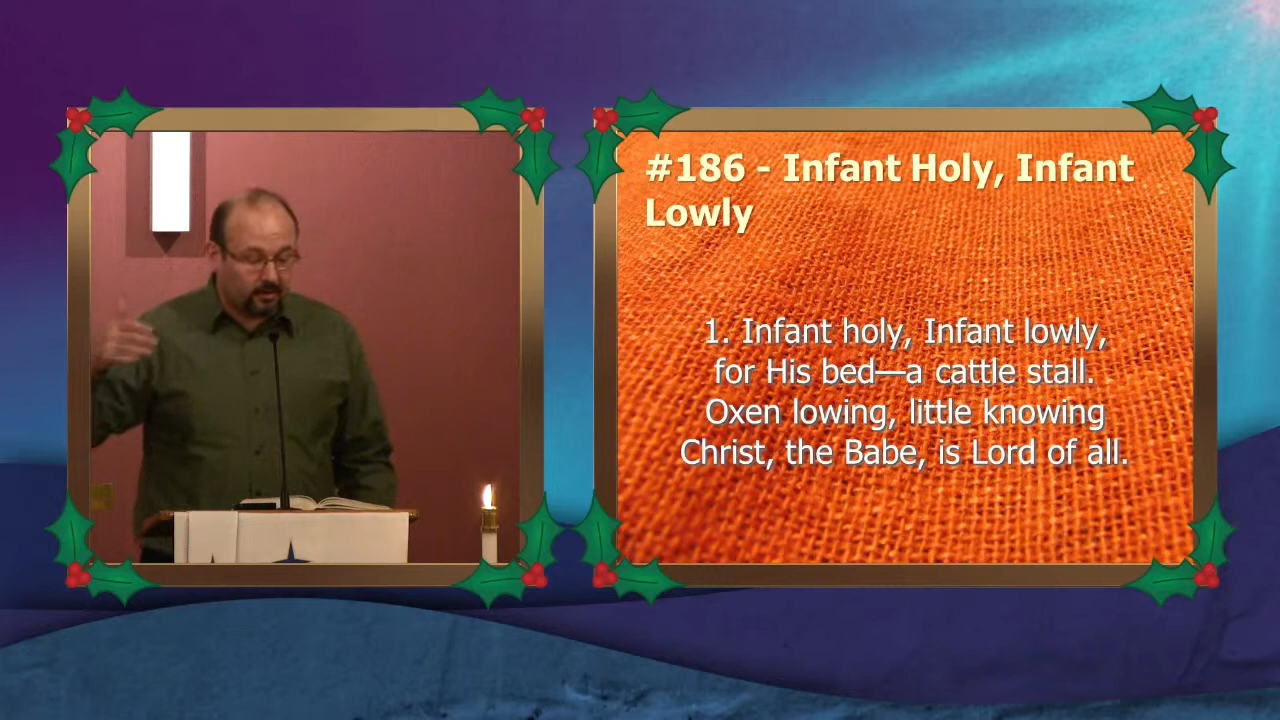 #186 - Infant Holy, Infant
Lowly
1. Infant holy, Infant lowly,
for His bed—a cattle stall.
Oxen lowing, little knowing
Christ, the Babe, is Lord of all.